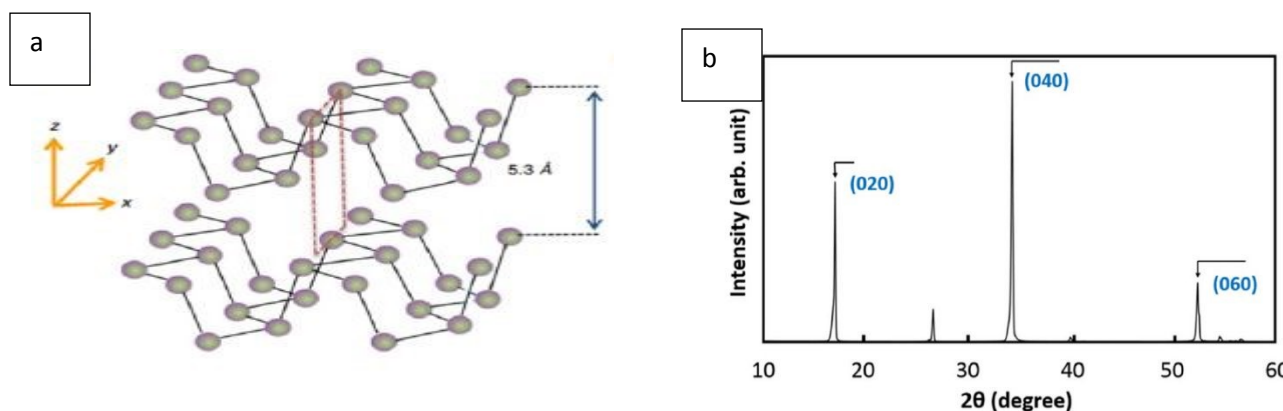 a
z
y
x
5.3 Å
b
Intensity (arb. unit)
(020)
(040)
(060)
10 20 30 40 50 60
2θ (degree)